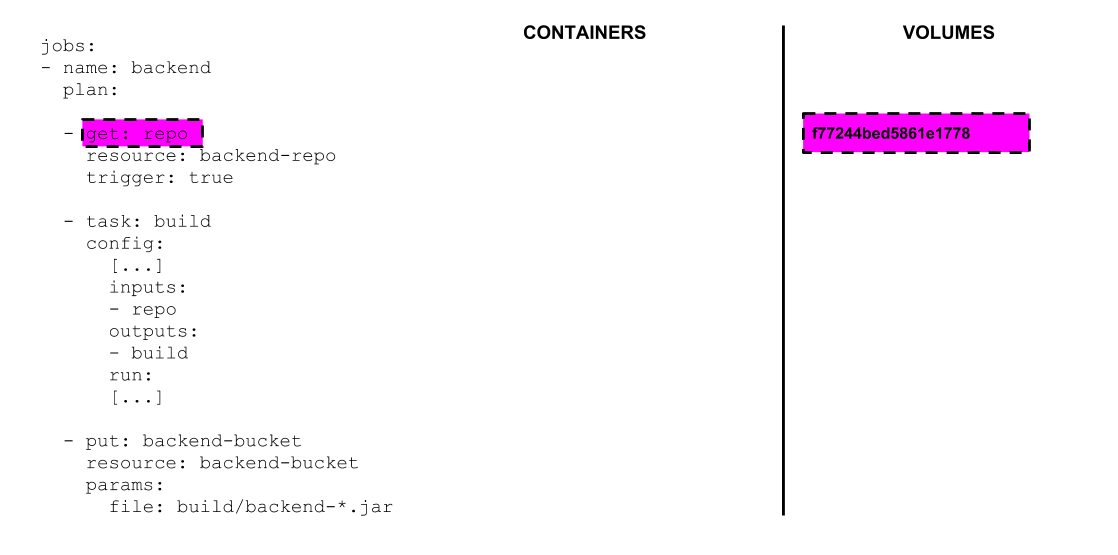 CONTAINERS
VOLUMES
jobs:
- name: backend
  plan:
  - get: repo
f77244bed5861e1778
    resource: backend-repo
    trigger: true
  - task: build
    config:
      [...]
      inputs:
      - repo
      outputs:
      - build
      run:
      [...]
  - put: backend-bucket
    resource: backend-bucket
    params:
      file: build/backend-*.jar